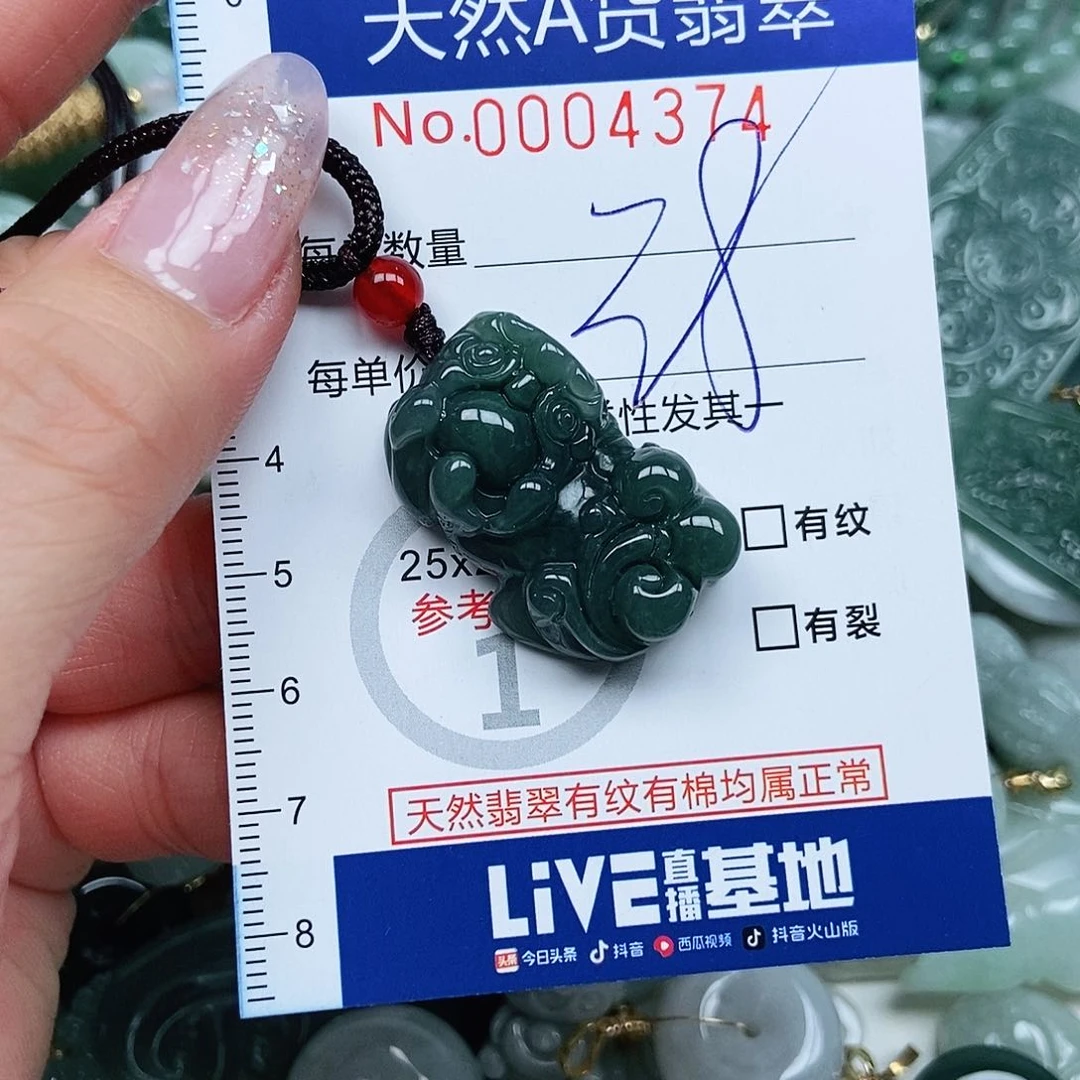 天然A货翡翠
No.0004374
每 数量
38
每单价
性发其一
4
有纹
5
25x
参考
有裂
1
6
7
天然翡翠有纹有棉均属正常
LiVE直播基地
8
头条 今日头条 抖音 西瓜视频 抖音火山版